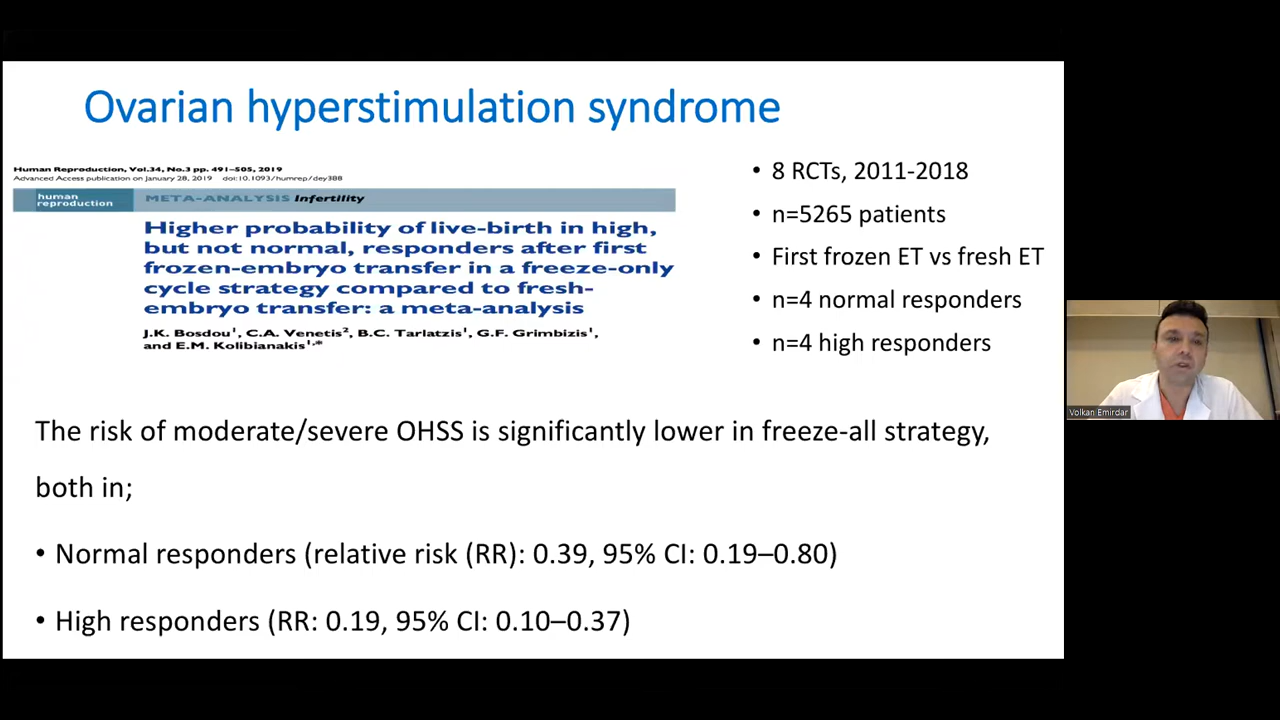 Ovarian hyperstimulation syndrome
Human Reproduction, Vol.34, No.3 pp. 491–505, 2019
Advanced Access publication on January 28, 2019 doi:10.1093/humrep/dey388
human
reproduction
META-ANALYSIS Infertility
Higher probability of live-birth in high,
but not normal, responders after first
frozen-embryo transfer in a freeze-only
cycle strategy compared to fresh-
embryo transfer: a meta-analysis
J.K. Bosdou¹, C.A. Venetis², B.C. Tarlatzis¹, G.F. Grimbizis¹,
and E.M. Kolibianakis¹,*
• 8 RCTs, 2011-2018
• n=5265 patients
• First frozen ET vs fresh ET
• n=4 normal responders
• n=4 high responders
The risk of moderate/severe OHSS is significantly lower in freeze-all strategy,
both in;
• Normal responders (relative risk (RR): 0.39, 95% CI: 0.19–0.80)
• High responders (RR: 0.19, 95% CI: 0.10–0.37)
Volkan Emirdar